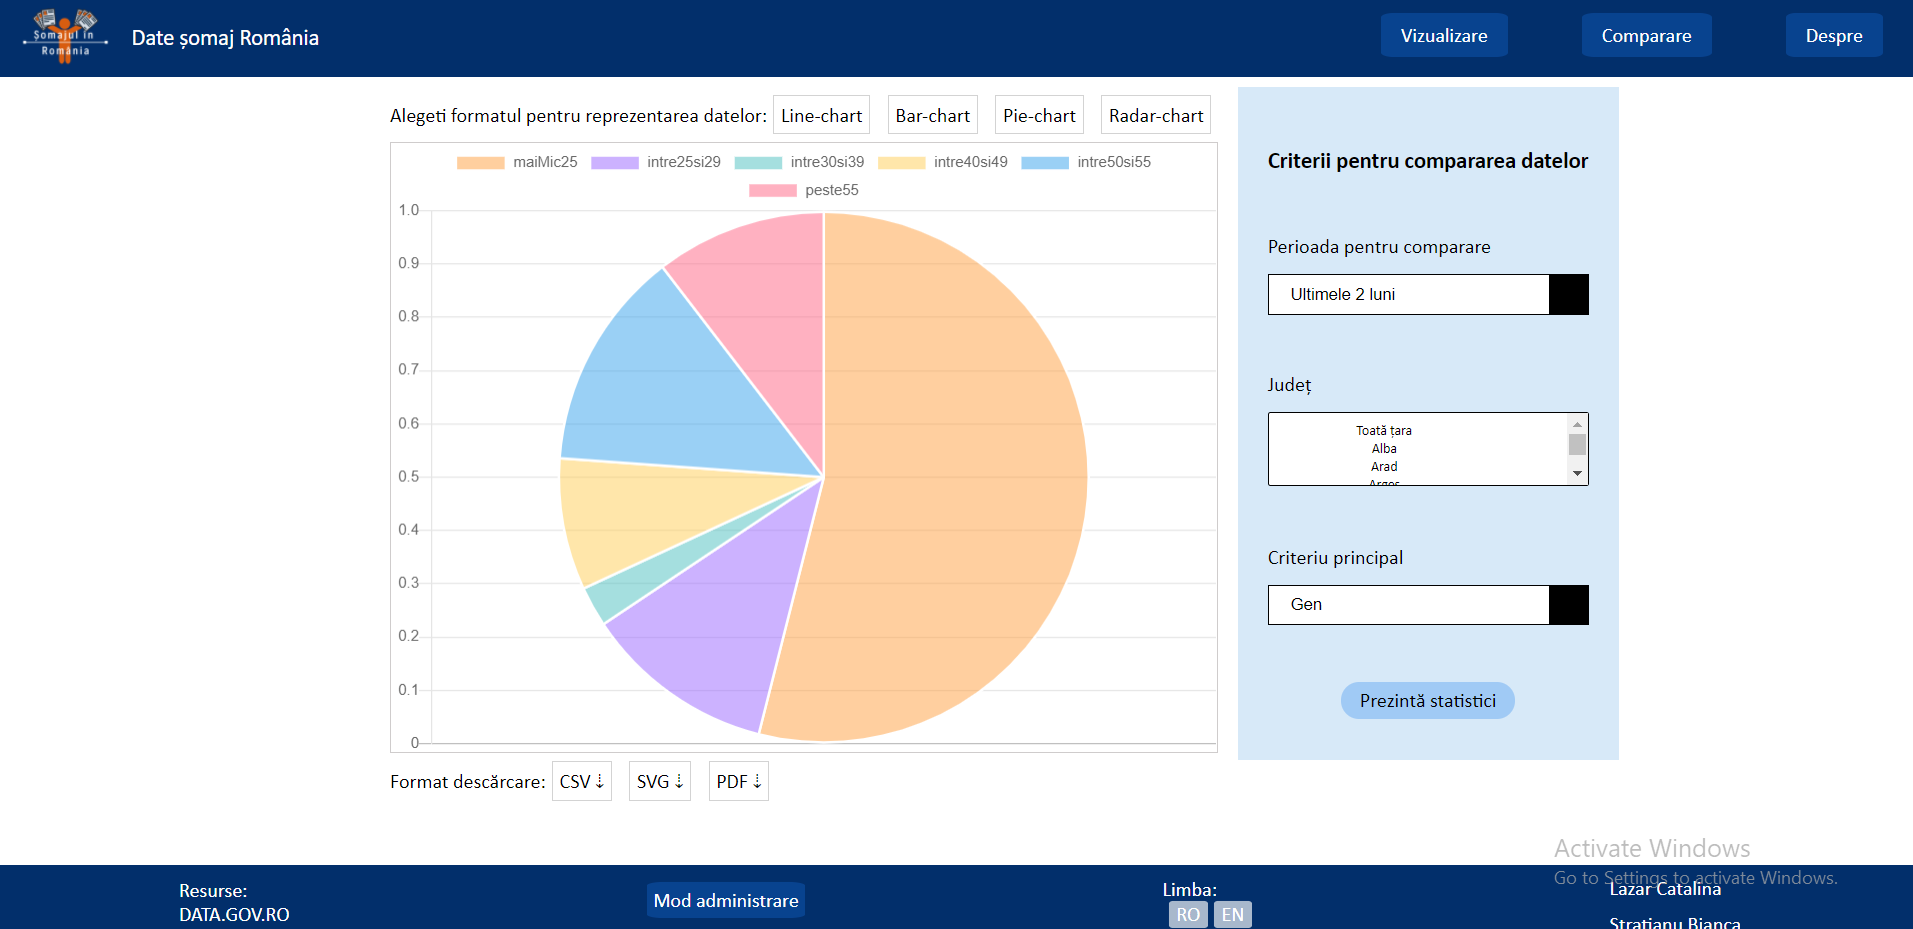 Șomajul în
România
Date șomaj România
Vizualizare
Comparare
Despre
Alegeti formatul pentru reprezentarea datelor:
Line-chart
Bar-chart
Pie-chart
Radar-chart
maiMic25
intre25si29
intre30si39
intre40si49
intre50si55
peste55
1.0
0.9
0.8
0.7
0.6
0.5
0.4
0.3
0.2
0.1
0
Format descărcare:
CSV ⇣
SVG ⇣
PDF ⇣
Criterii pentru compararea datelor
Perioada pentru comparare
Ultimele 2 luni
Județ
Toată țara
Alba
Arad
Argeș
Criteriu principal
Gen
Prezintă statistici
Activate Windows
Go to Settings to activate Windows.
Resurse:
DATA.GOV.RO
Mod administrare
Limba:
RO
EN
Lazar Catalina
Stratianu Bianca